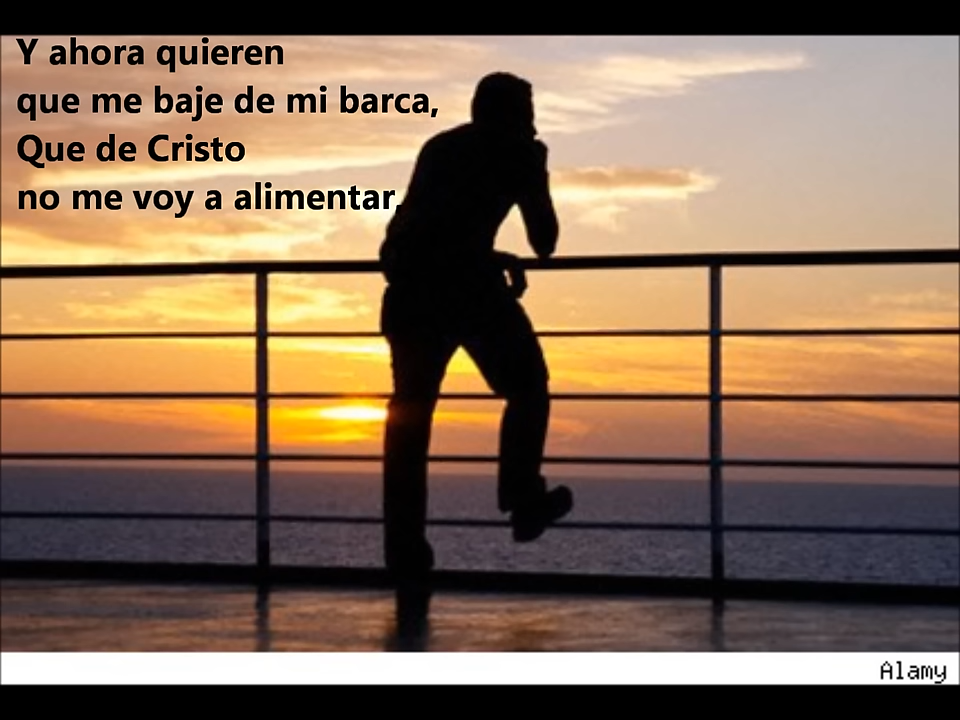 Y ahora quieren
que me baje de mi barca,
Que de Cristo
no me voy a alimentar,
Alamy